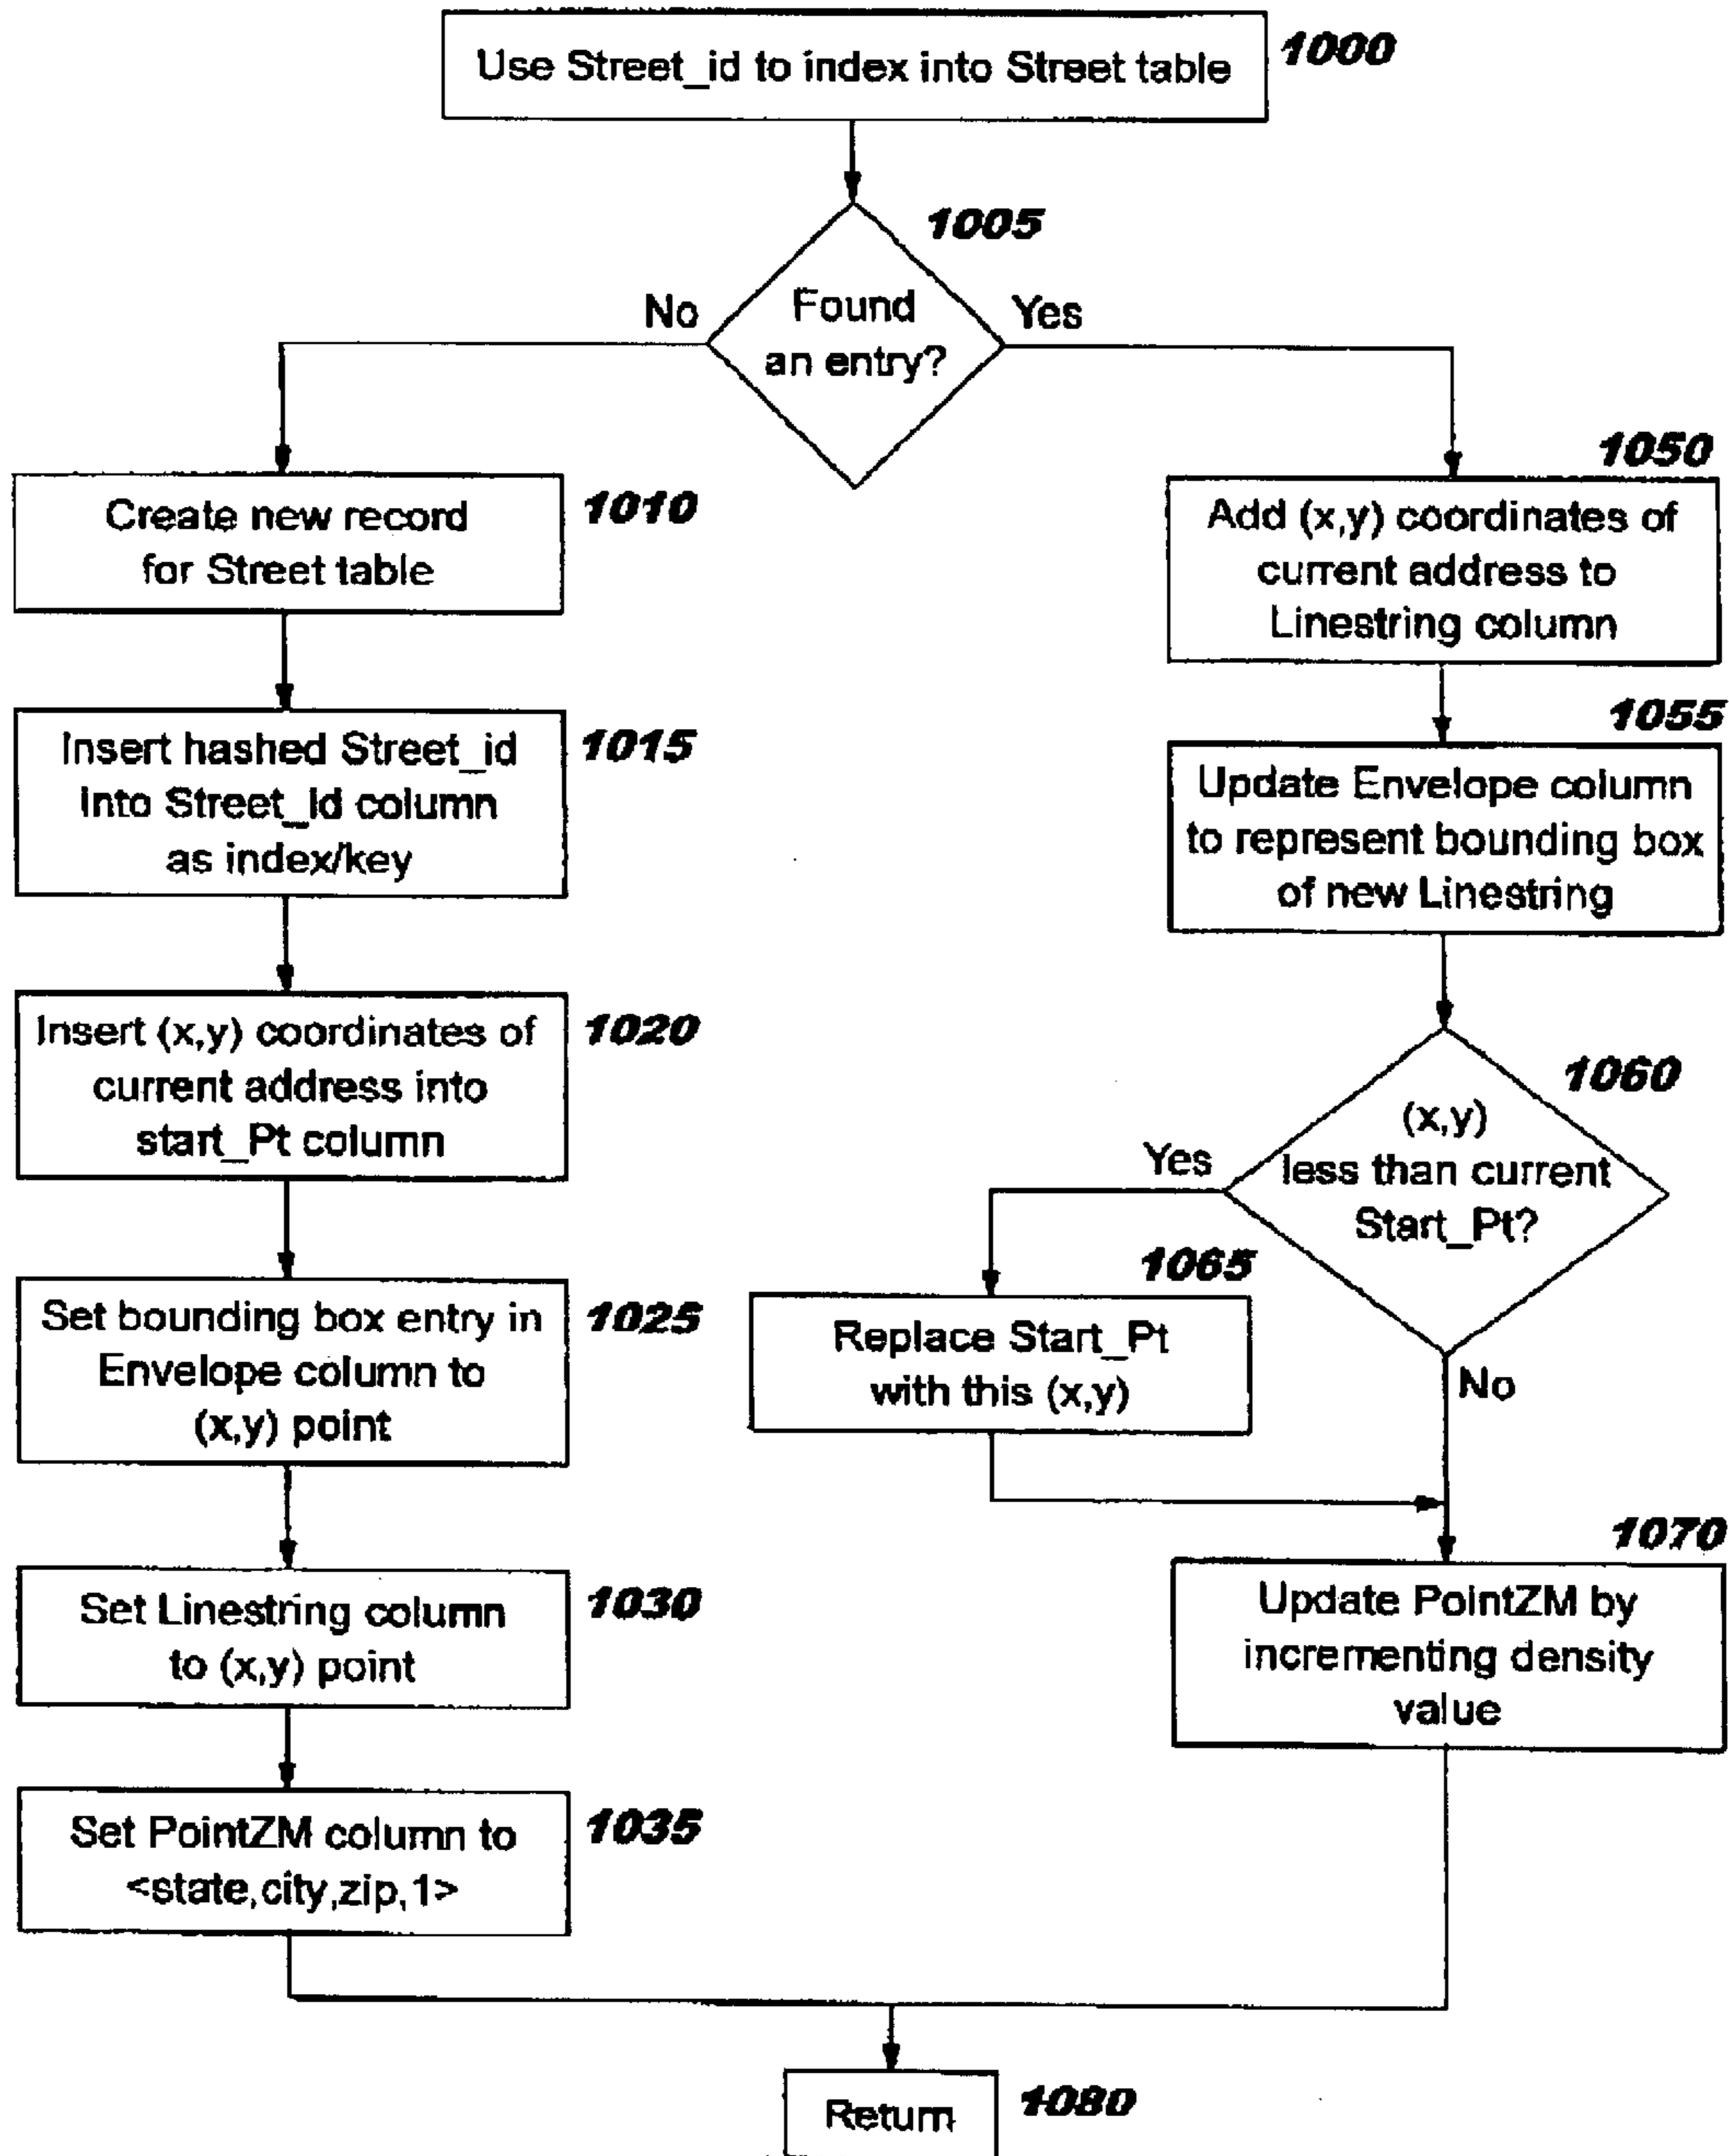 Use Street_id to index into Street table
1000
1005
Found
an entry?
No
Yes
Create new record
for Street table
1010
Insert hashed Street_id
into Street_id column
as index/key
1015
Insert (x,y) coordinates of
current address into
start_Pt column
1020
Set bounding box entry in
Envelope column to
(x,y) point
1025
Set Linestring column
to (x,y) point
1030
Set PointZM column to
<state,city,zip,1>
1035
1050
Add (x,y) coordinates of
current address to
Linestring column
1055
Update Envelope column
to represent bounding box
of new Linestring
1060
(x,y)
less than current
Start_Pt?
Yes
No
1065
Replace Start_Pt
with this (x,y)
1070
Update PointZM by
incrementing density
value
Return
1080